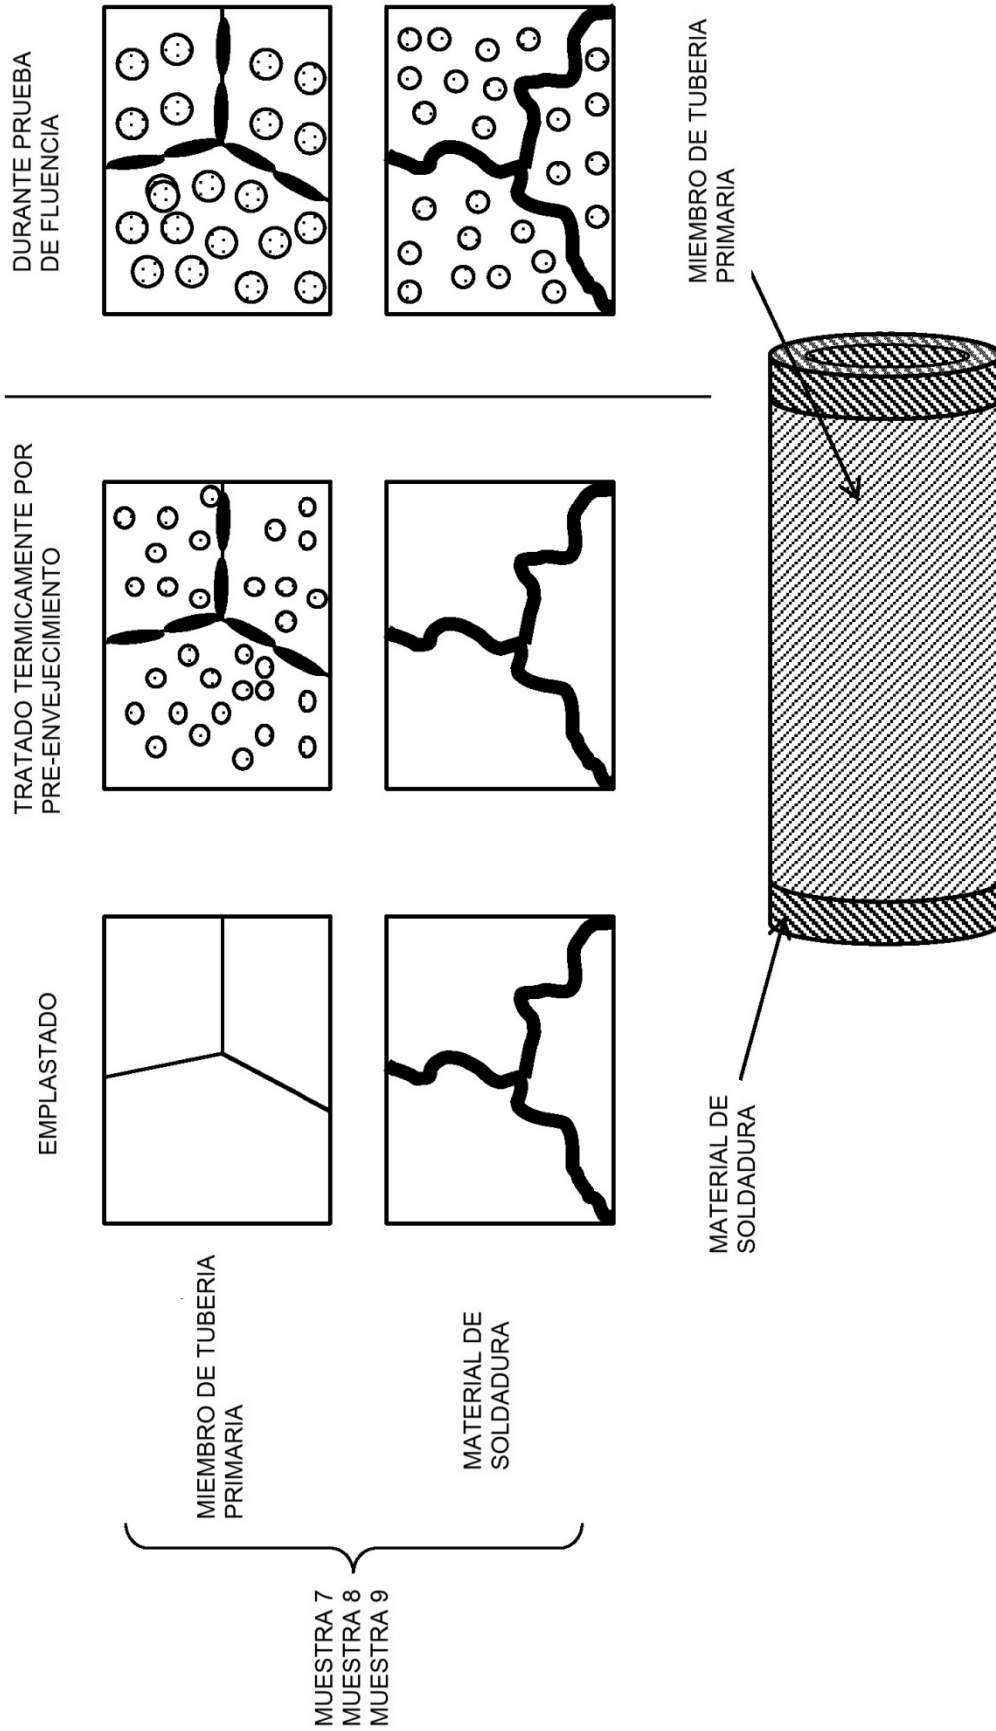 EMPLASTADO
TRATADO TERMICAMENTE POR
PRE-ENVEJECIMIENTO
DURANTE PRUEBA
DE FLUENCIA
MUESTRA 7
MUESTRA 8
MUESTRA 9
MIEMBRO DE TUBERIA
PRIMARIA
MATERIAL DE
SOLDADURA
MATERIAL DE
SOLDADURA
MIEMBRO DE TUBERIA
PRIMARIA